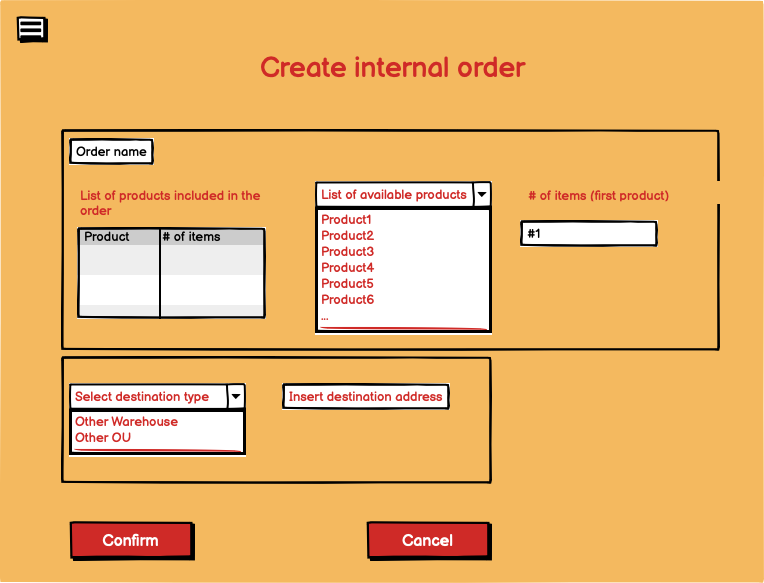 Create internal order
Order name
List of products included in the
order
Product # of items
List of available products
Product1
Product2
Product3
Product4
Product5
Product6
...
# of items (first product)
#1
Select destination type
Other Warehouse
Other OU
Insert destination address
Confirm
Cancel